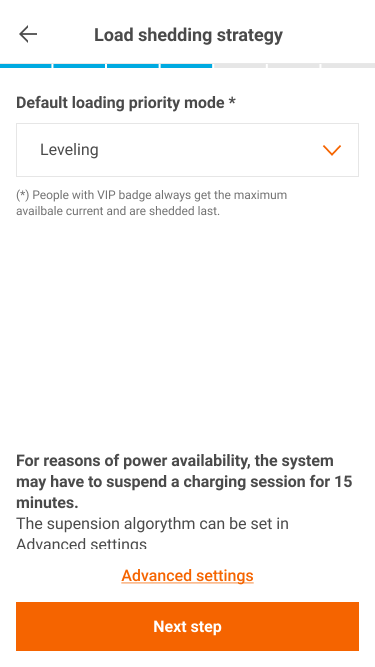 Load shedding strategy
Default loading priority mode *
Leveling
(*) People with VIP badge always get the maximum
availbale current and are shedded last.
For reasons of power availability, the system
may have to suspend a charging session for 15
minutes.
The supension algorythm can be set in
Advanced settings
Advanced settings
Next step